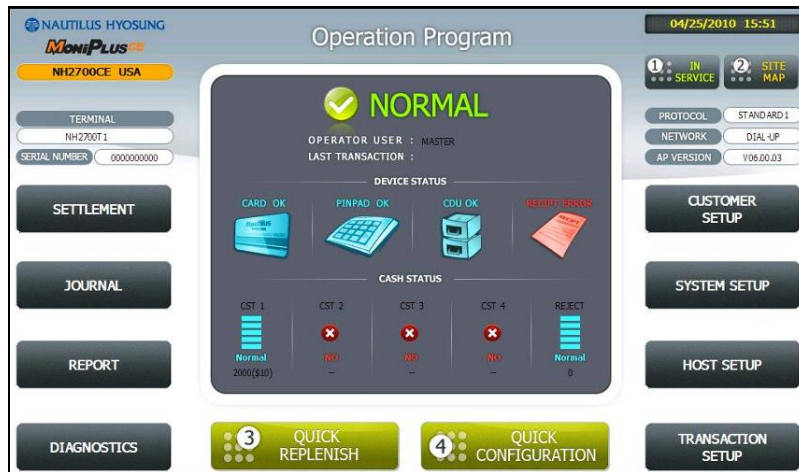 NAUTILUS HYOSUNG
MONIPLUSCE
NH2700CE USA
Operation Program
04/25/2010 15:51
1 IN SERVICE
2 SITE MAP
TERMINAL
NH2700T1
SERIAL NUMBER 0000000000
PROTOCOL STANDARD1
NETWORK DIAL-UP
AP VERSION V06.00.03
NORMAL
OPERATOR USER : MASTER
LAST TRANSACTION :
DEVICE STATUS
CARD OK PINPAD OK CDU OK RECIPT ERROR
RECEIPT
CASH STATUS
CST 1 CST 2 CST 3 CST 4 REJECT
Normal NO NO NO Normal
2000($10) -- -- -- 0
SETTLEMENT
JOURNAL
REPORT
DIAGNOSTICS
CUSTOMER
SETUP
SYSTEM SETUP
HOST SETUP
TRANSACTION
SETUP
3 QUICK
REPLENISH
4 QUICK
CONFIGURATION